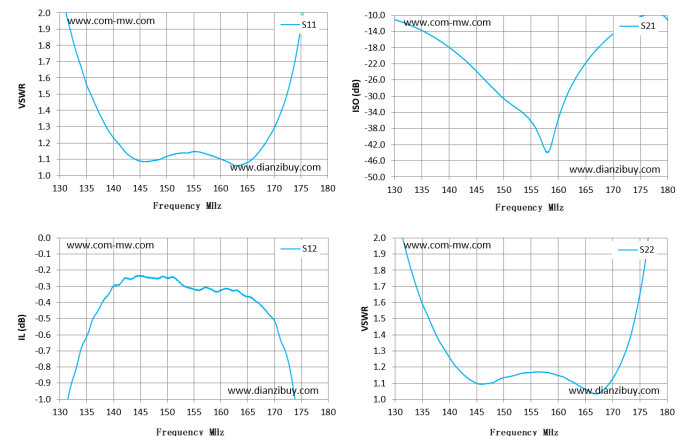 www.com-mw.com
S11
2.0
1.9
1.8
1.7
1.6
1.5
1.4
1.3
1.2
1.1
1.0
VSWR
www.dianzibuy.com
130 135 140 145 150 155 160 165 170 175 180
Frequency MHz
www.com-mw.com
S21
-10.0
-14.0
-18.0
-22.0
-26.0
-30.0
-34.0
-38.0
-42.0
-46.0
-50.0
ISO (dB)
www.dianzibuy.com
130 140 150 160 170 180
Frequency MHz
www.com-mw.com
S12
0.0
-0.1
-0.2
-0.3
-0.4
-0.5
-0.6
-0.7
-0.8
-0.9
-1.0
IL (dB)
www.dianzibuy.com
130 135 140 145 150 155 160 165 170 175 180
Frequency MHz
www.com-mw.com
S22
2.0
1.9
1.8
1.7
1.6
1.5
1.4
1.3
1.2
1.1
1.0
VSWR
www.dianzibuy.com
130 135 140 145 150 155 160 165 170 175 180
Frequency MHz